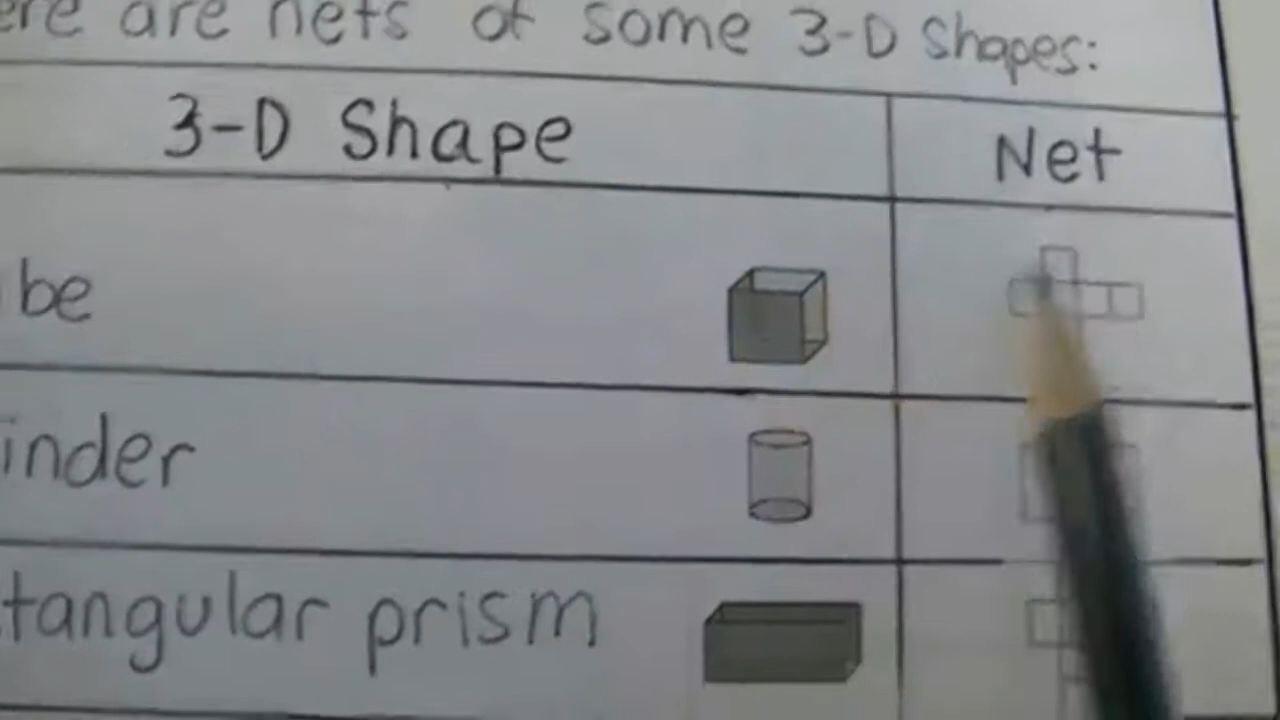 ere are nets of some 3-D Shapes:
3-D Shape Net
be
inder
tangular prism